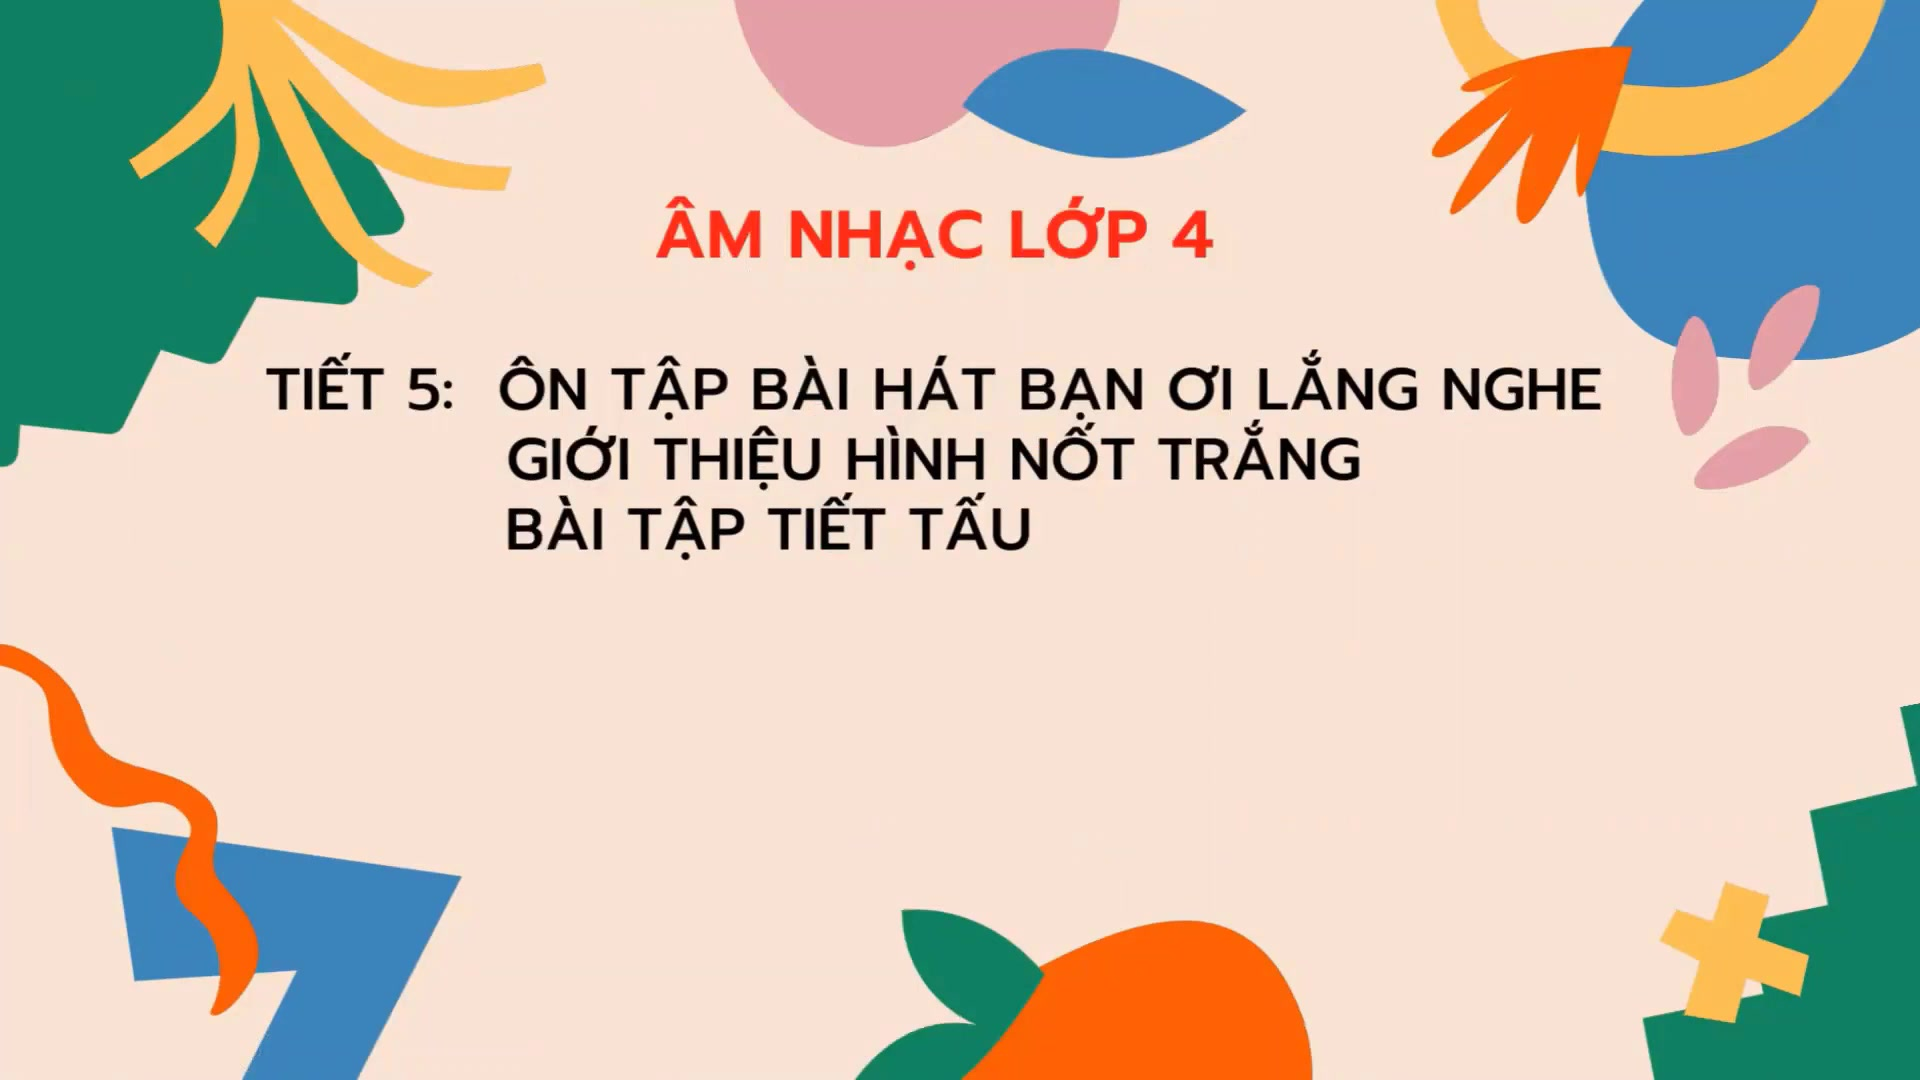 ÂM NHẠC LỚP 4
TIẾT 5: ÔN TẬP BÀI HÁT BẠN ƠI LẮNG NGHE
GIỚI THIỆU HÌNH NỐT TRẮNG
BÀI TẬP TIẾT TẤU